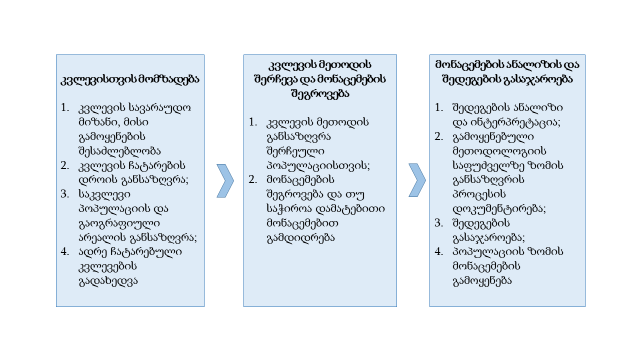 კვლევისთვის მომზადება
1. კვლევის სავარაუდო
მიზანი, მისი
გამოყენების
შესაძლებლობა
2. კვლევის ჩატარების
დროის განსაზღვრა;
3. საკვლევი
პოპულაციის და
გაოგრაფიული
არეალის განსაზღვრა;
4. ადრე ჩატარებული
კვლევების
გადახედვა
კვლევის მეთოდის
შერჩევა და მონაცემების
შეგროვება
1. კვლევის მეთოდის
განსაზღვრა
შერჩეული
პოპულაციისთვის;
2. მონაცემების
შეგროვება და თუ
საჭიროა დამატებითი
მონაცემებით
გამდიდრება
მონაცემების ანალიზის და
შედეგების გასაჯაროება
1. შედეგების ანალიზი
და ინტერპრეტაცია;
2. გამოყენებული
მეთოდოლოგიის
საფუძველზე ზომის
განსაზღვრის
პროცესის
დოკუმენტირება;
3. შედეგების
გასაჯაროება;
4. პოპულაციის ზომის
მონაცემების
გამოყენება